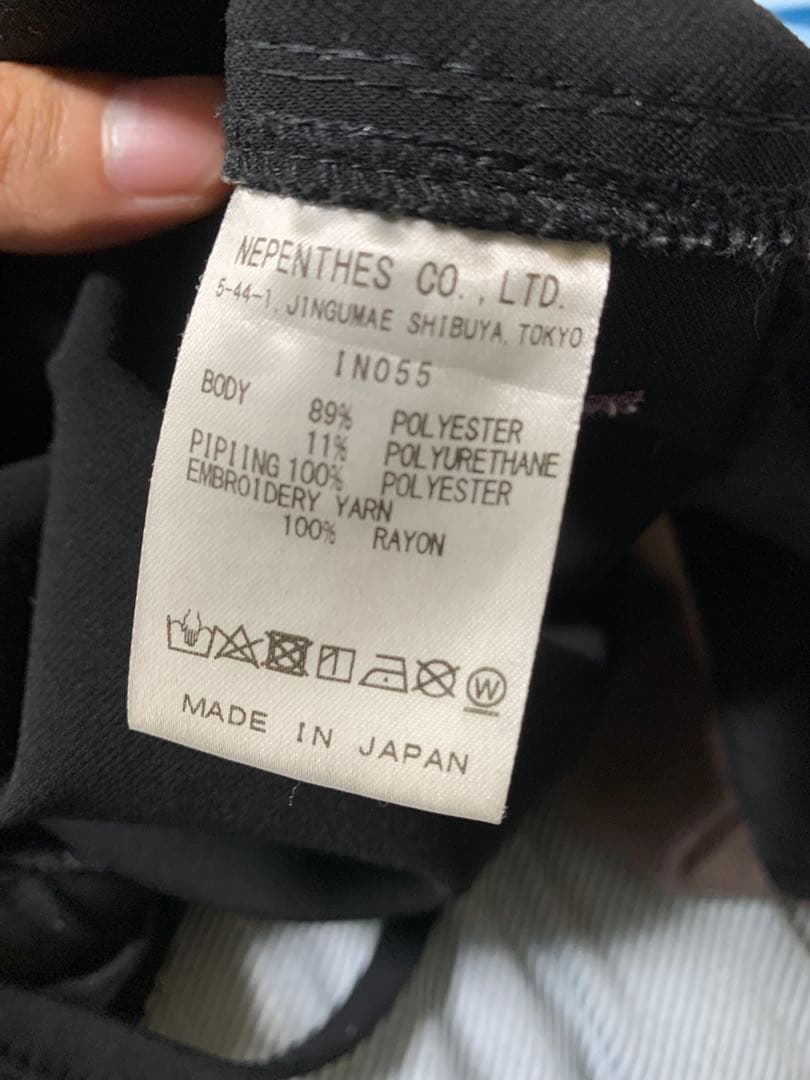 NEPENTHES CO., LTD.
5-44-1, JINGUMAE SHIBUYA, TOKYO
IN055
BODY 89% POLYESTER
11% POLYURETHANE
PIPIING 100% POLYESTER
EMBROIDERY YARN
100% RAYON
W
MADE IN JAPAN